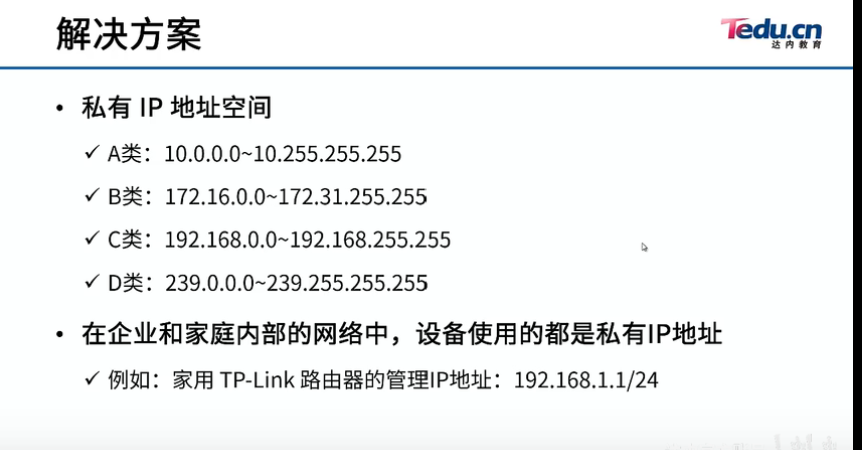 解决方案
Tedu.cn
达内教育
• 私有 IP 地址空间
✓ A类：10.0.0.0~10.255.255.255
✓ B类：172.16.0.0~172.31.255.255
✓ C类：192.168.0.0~192.168.255.255
✓ D类：239.0.0.0~239.255.255.255
• 在企业和家庭内部的网络中，设备使用的都是私有IP地址
✓ 例如：家用 TP-Link 路由器的管理IP地址：192.168.1.1/24